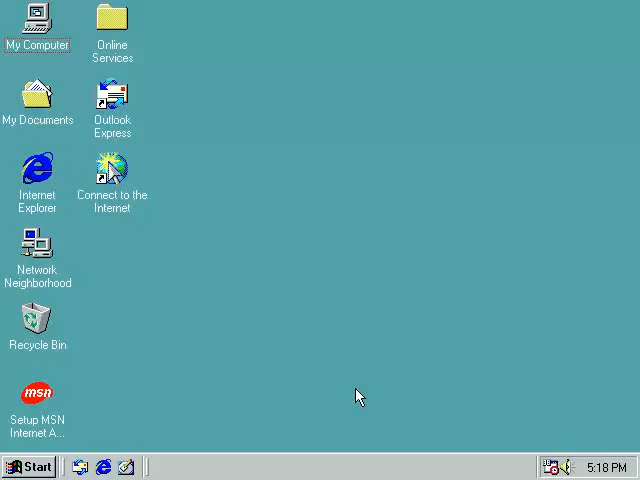 My Computer
Online
Services
My Documents
Outlook
Express
Internet
Explorer
Connect to the
Internet
Network
Neighborhood
Recycle Bin
msn
Setup MSN
Internet A...
Start
5:18 PM